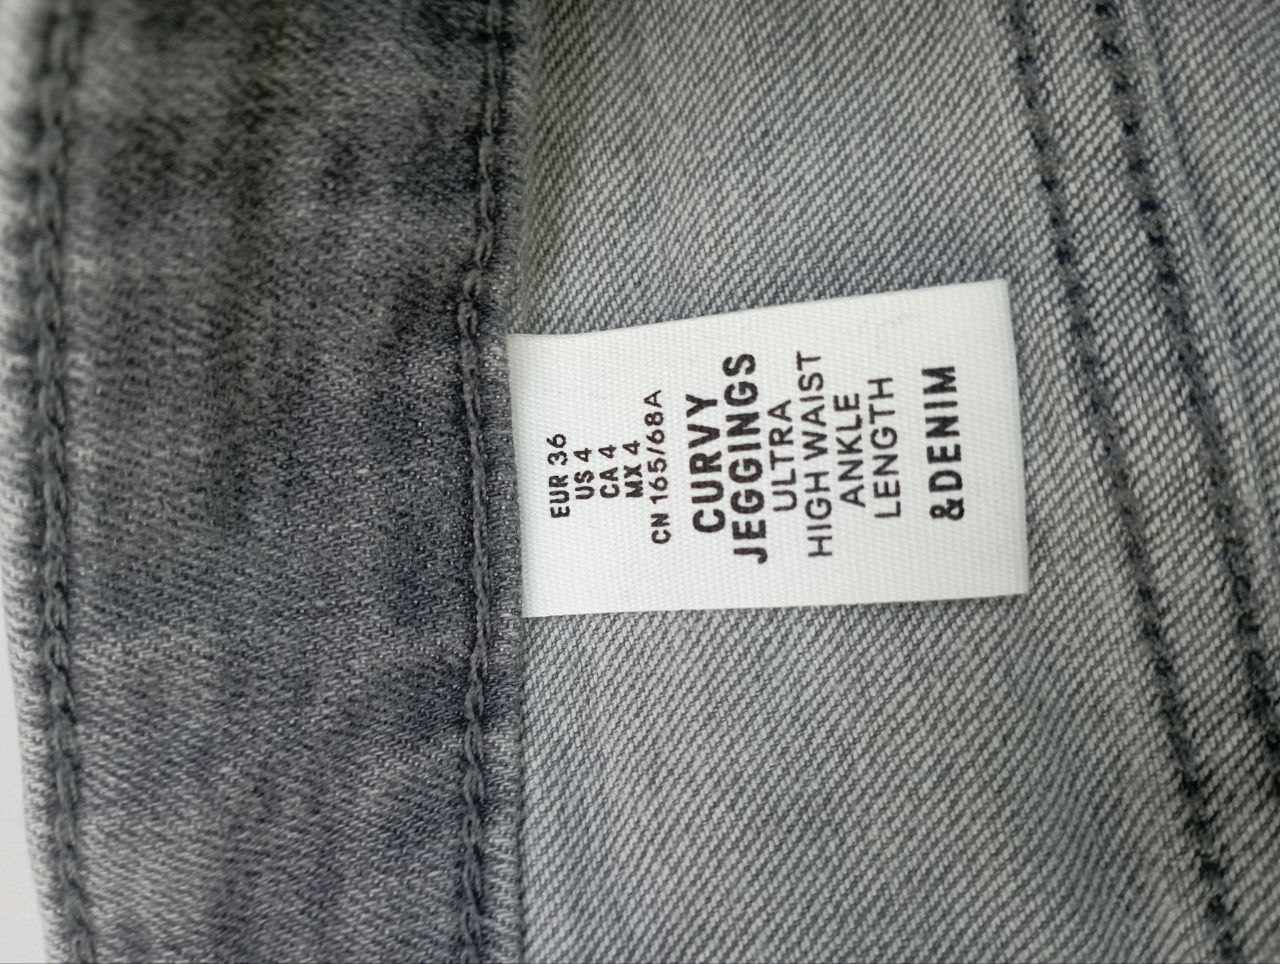 EUR 36
US 4
CA 4
MX 4
CN 165/68A
CURVY
JEGGINGS
ULTRA
HIGH WAIST
ANKLE
LENGTH
&DENIM